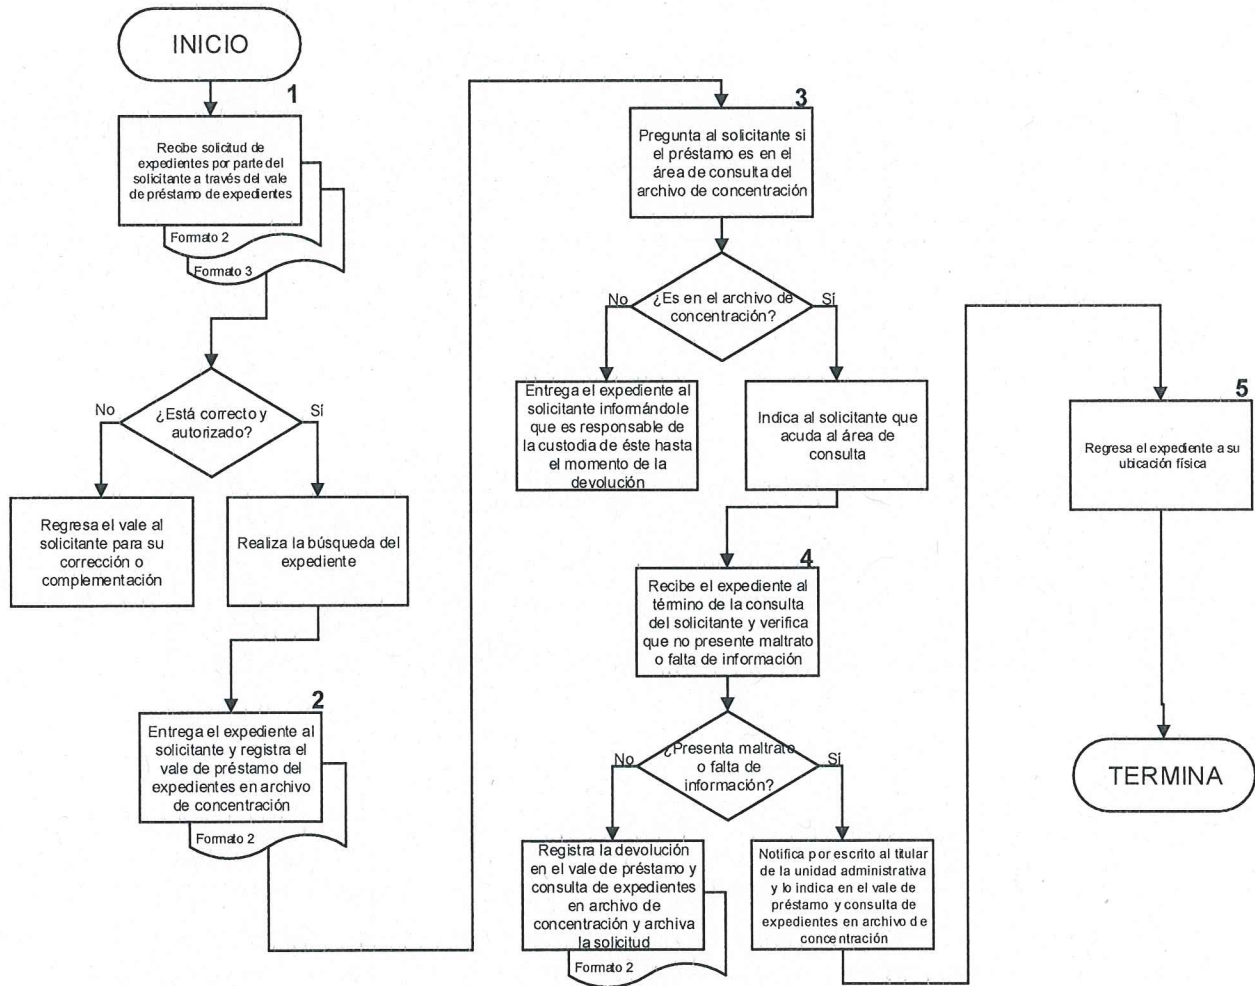 INICIO
1
Recibe solicitud de
expedientes por parte del
solicitante a través del vale
de préstamo de expedientes
Formato 2
Formato 3
¿Está correcto y
autorizado?
No
Sí
Regresa el vale al
solicitante para su
corrección o
complementación
Realiza la búsqueda del
expediente
2
Entrega el expediente al
solicitante y registra el
vale de préstamo del
expedientes en archivo
de concentración
Formato 2
3
Pregunta al solicitante si
el préstamo es en el
área de consulta del
archivo de concentración
¿Es en el archivo de
concentración?
No
Sí
Entrega el expediente al
solicitante informándole
que es responsable de
la custodia de éste hasta
el momento de la
devolución
Indica al solicitante que
acuda al área de
consulta
4
Recibe el expediente al
término de la consulta
del solicitante y verifica
que no presente maltrato
o falta de información
¿Presenta maltrato
o falta de
información?
No
Sí
Registra la devolución
en el vale de préstamo y
consulta de expedientes
en archivo de
concentración y archiva
la solicitud
Formato 2
Notifica por escrito al titular
de la unidad administrativa
y lo indica en el vale de
préstamo y consulta de
expedientes en archivo de
concentración
5
Regresa el expediente a su
ubicación física
TERMINA